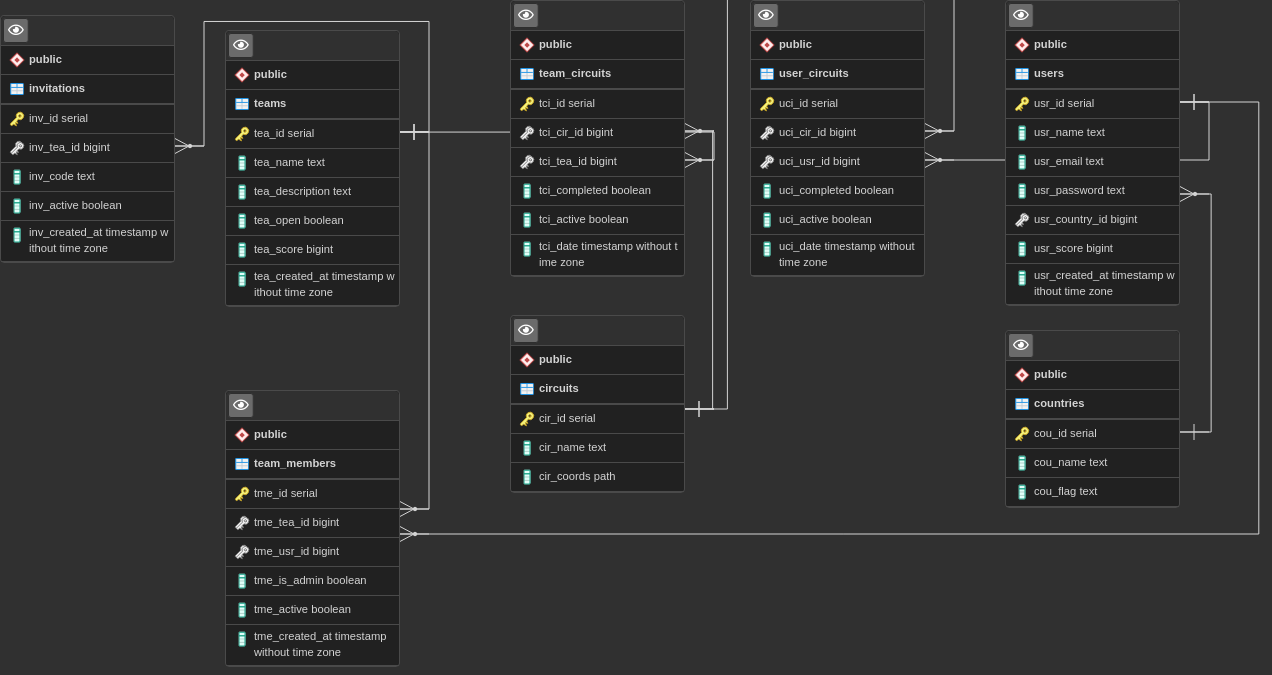 public
invitations
inv_id serial
inv_tea_id bigint
inv_code text
inv_active boolean
inv_created_at timestamp w
ithout time zone
public
teams
tea_id serial
tea_name text
tea_description text
tea_open boolean
tea_score bigint
tea_created_at timestamp w
ithout time zone
public
team_members
tme_id serial
tme_tea_id bigint
tme_usr_id bigint
tme_is_admin boolean
tme_active boolean
tme_created_at timestamp
without time zone
public
team_circuits
tci_id serial
tci_cir_id bigint
tci_tea_id bigint
tci_completed boolean
tci_active boolean
tci_date timestamp without t
ime zone
public
circuits
cir_id serial
cir_name text
cir_coords path
public
user_circuits
uci_id serial
uci_cir_id bigint
uci_usr_id bigint
uci_completed boolean
uci_active boolean
uci_date timestamp without
time zone
public
users
usr_id serial
usr_name text
usr_email text
usr_password text
usr_country_id bigint
usr_score bigint
usr_created_at timestamp w
ithout time zone
public
countries
cou_id serial
cou_name text
cou_flag text